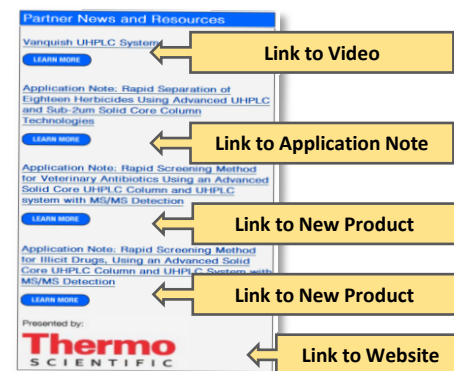 Partner News and Resources
Vanquish UHPLC System
Link to Video
LEARN MORE
Application Note: Rapid Separation of
Eighteen Herbicides Using Advanced UHPLC
and Sub-2um Solid Core Column
Technologies
LEARN MORE
Link to Application Note
Application Note: Rapid Screening Method
for Veterinary Antibiotics Using an Advanced
Solid Core UHPLC Column and UHPLC
system with MS/MS Detection
LEARN MORE
Link to New Product
Application Note: Rapid Screening Method
for Illicit Drugs, Using an Advanced Solid
Core UHPLC Column and UHPLC System with
MS/MS Detection
LEARN MORE
Link to New Product
Presented by:
Thermo
SCIENTIFIC
Link to Website